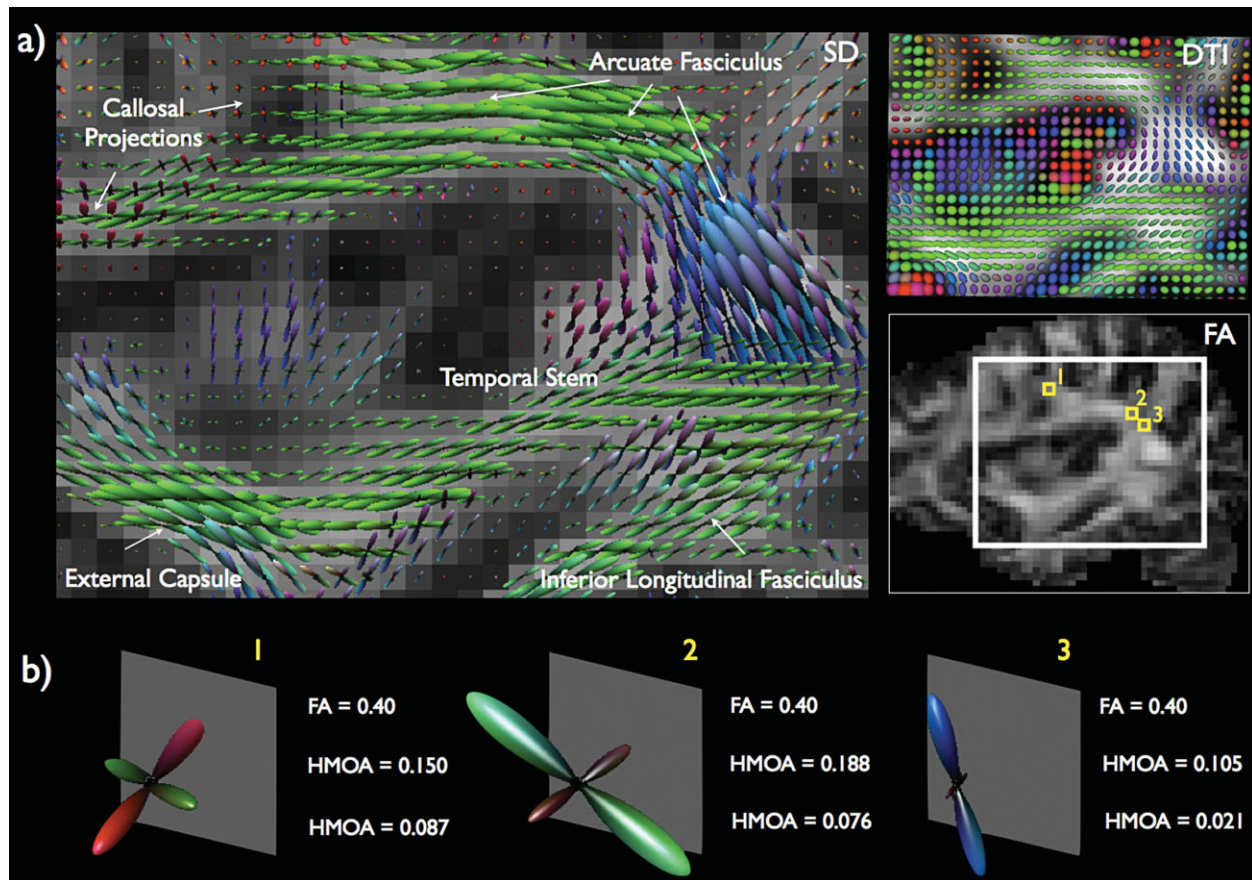 a)
SD
DTI
Arcuate Fasciculus
Callosal
Projections
FA
1
2
3
Temporal Stem
External Capsule
Inferior Longitudinal Fasciculus
b)
1
FA = 0.40
HMOA = 0.150
HMOA = 0.087
2
FA = 0.40
HMOA = 0.188
HMOA = 0.076
3
FA = 0.40
HMOA = 0.105
HMOA = 0.021